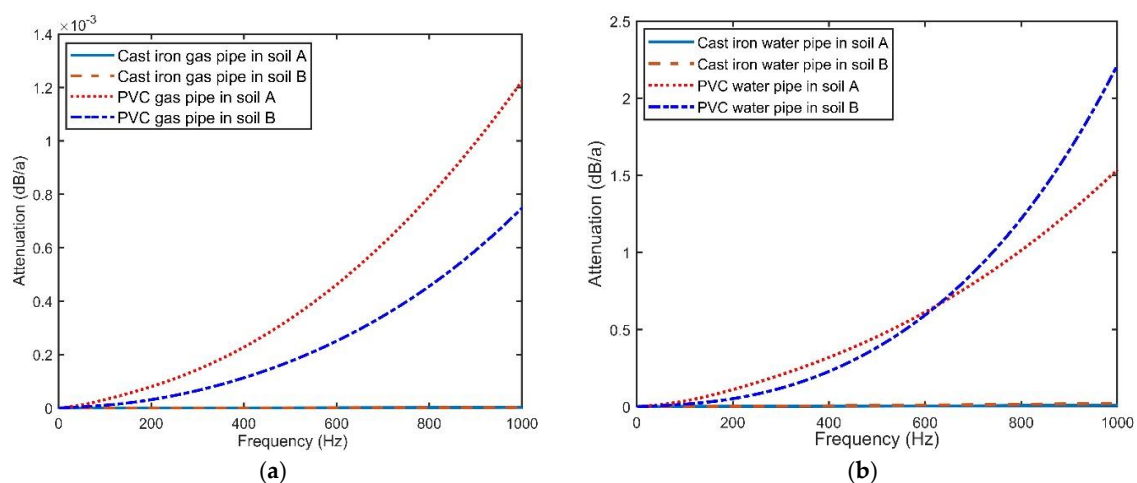 ×10⁻³
1.4
1.2
1
0.8
0.6
0.4
0.2
0
Attenuation (dB/a)
Cast iron gas pipe in soil A
Cast iron gas pipe in soil B
PVC gas pipe in soil A
PVC gas pipe in soil B
0 200 400 600 800 1000
Frequency (Hz)
(a)
2.5
2
1.5
1
0.5
0
Attenuation (dB/a)
Cast iron water pipe in soil A
Cast iron water pipe in soil B
PVC water pipe in soil A
PVC water pipe in soil B
0 200 400 600 800 1000
Frequency (Hz)
(b)